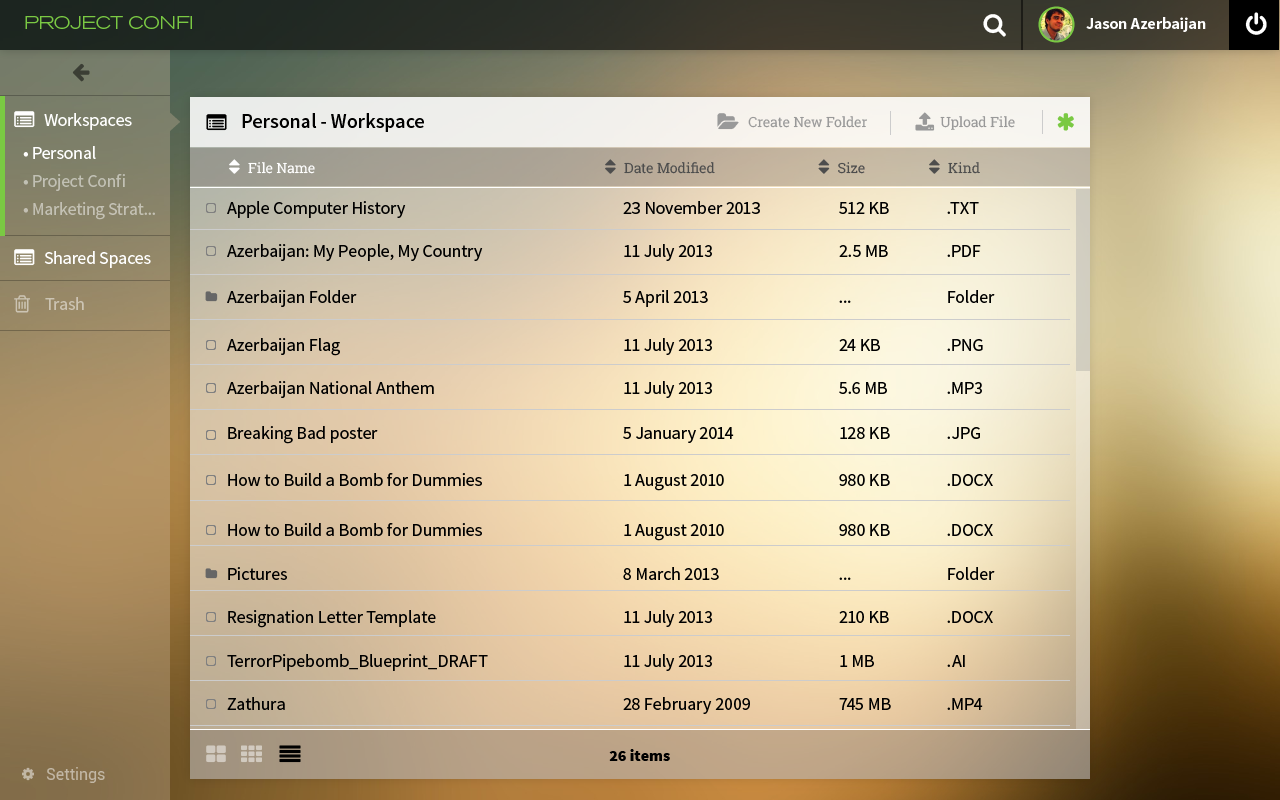 PROJECT CONFI
Jason Azerbaijan
Workspaces
• Personal
• Project Confi
• Marketing Strat...
Shared Spaces
Trash
Settings
Personal - Workspace
Create New Folder
Upload File
File Name Date Modified Size Kind
Apple Computer History 23 November 2013 512 KB .TXT
Azerbaijan: My People, My Country 11 July 2013 2.5 MB .PDF
Azerbaijan Folder 5 April 2013 ... Folder
Azerbaijan Flag 11 July 2013 24 KB .PNG
Azerbaijan National Anthem 11 July 2013 5.6 MB .MP3
Breaking Bad poster 5 January 2014 128 KB .JPG
How to Build a Bomb for Dummies 1 August 2010 980 KB .DOCX
How to Build a Bomb for Dummies 1 August 2010 980 KB .DOCX
Pictures 8 March 2013 ... Folder
Resignation Letter Template 11 July 2013 210 KB .DOCX
TerrorPipebomb_Blueprint_DRAFT 11 July 2013 1 MB .AI
Zathura 28 February 2009 745 MB .MP4
26 items